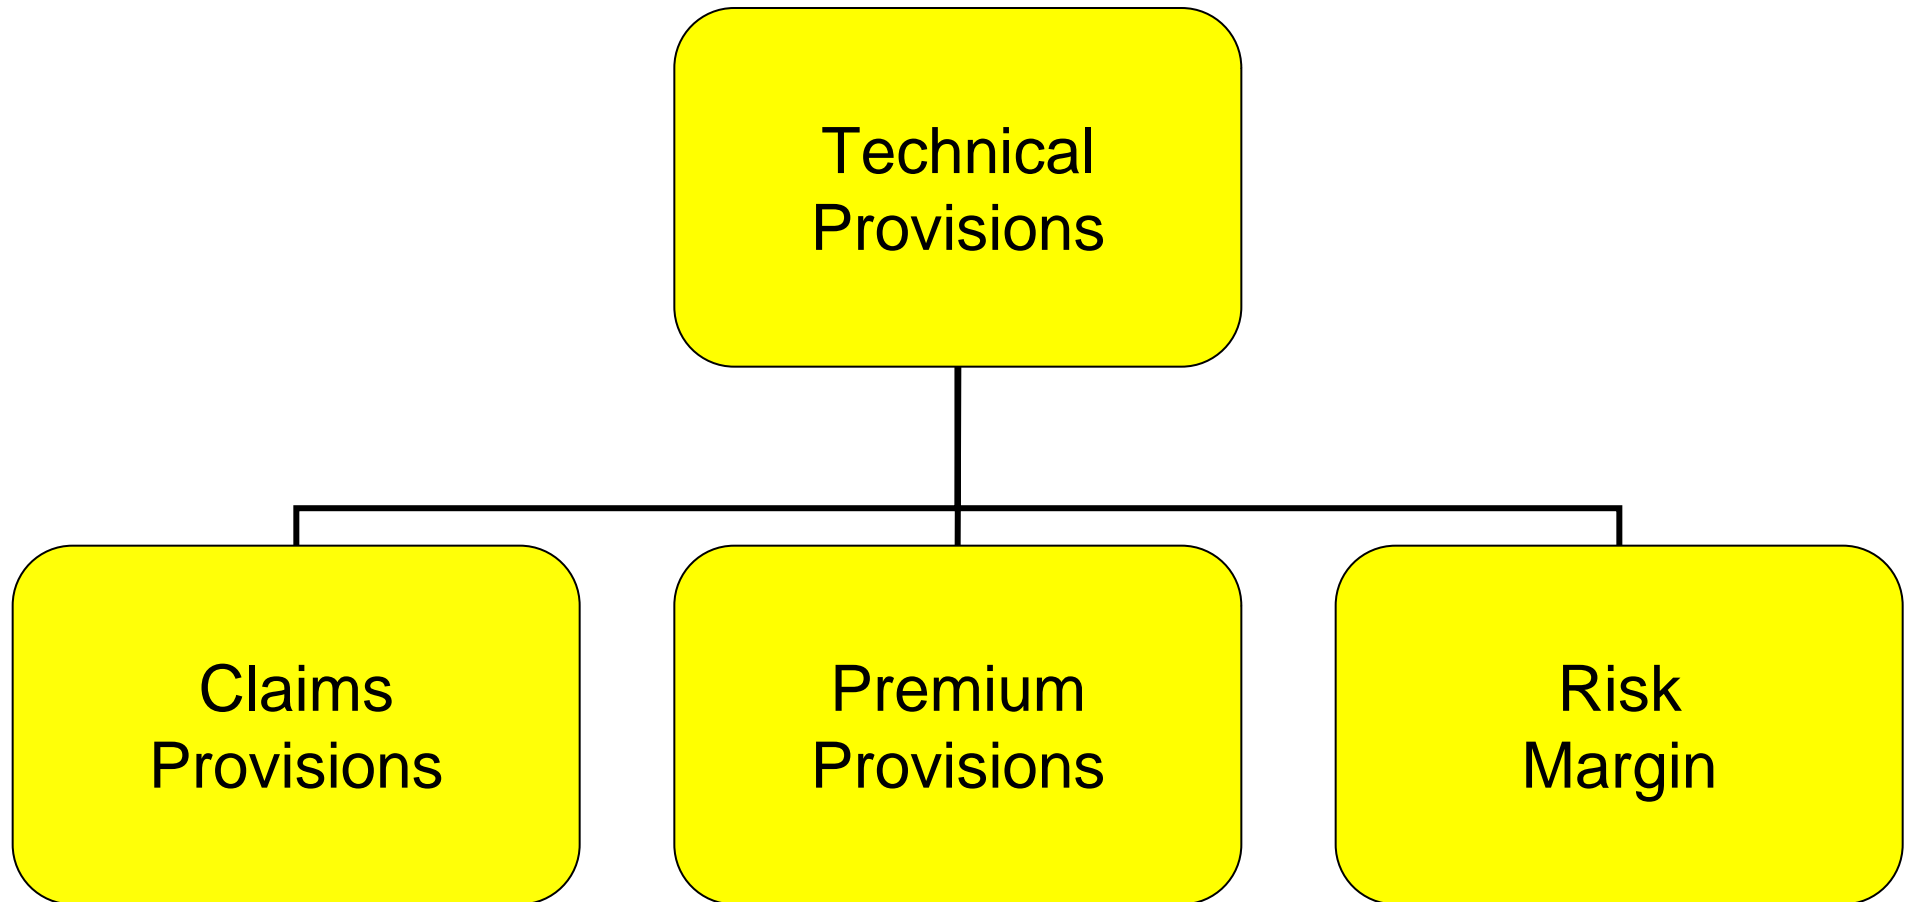 Technical
Provisions
Claims
Provisions
Premium
Provisions
Risk
Margin